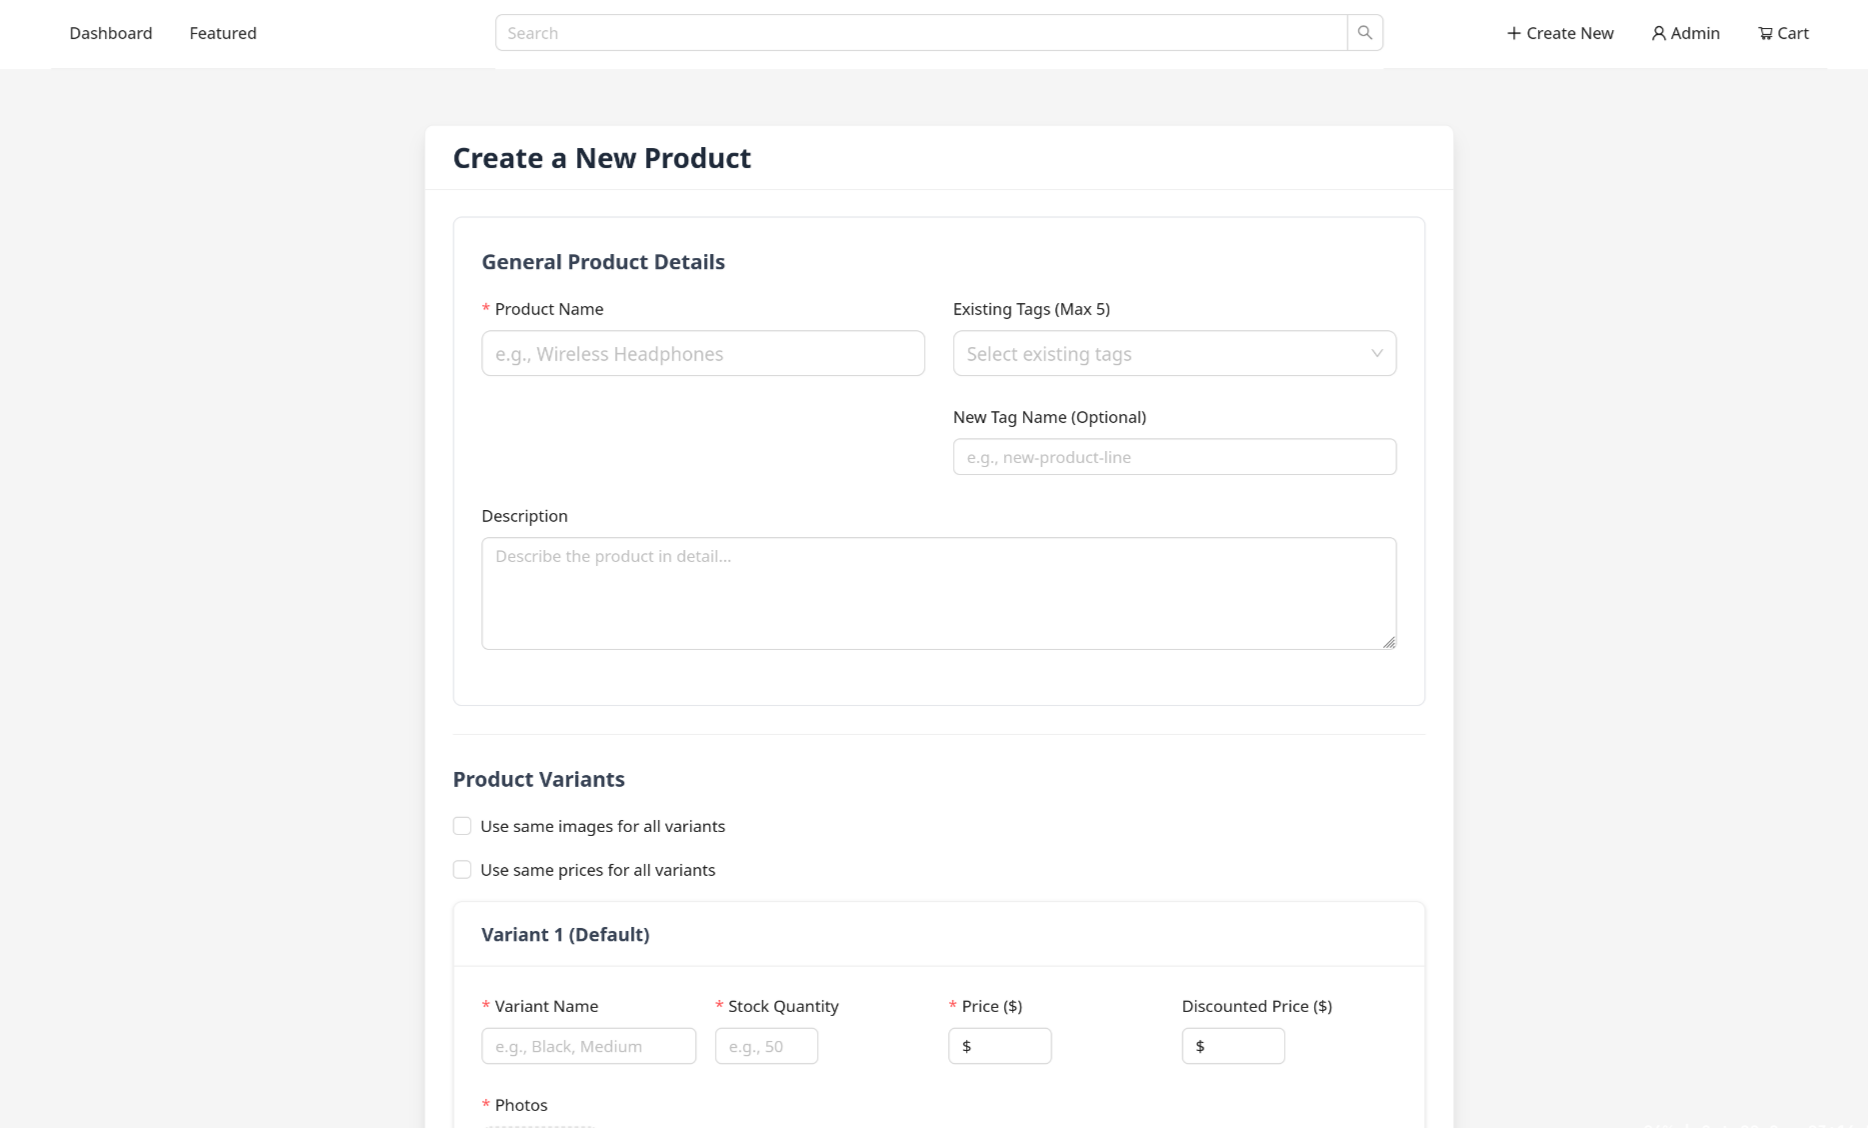 Dashboard Featured Search Create New Admin Cart
Create a New Product
General Product Details
* Product Name Existing Tags (Max 5)
e.g., Wireless Headphones Select existing tags
New Tag Name (Optional)
e.g., new-product-line
Description
Describe the product in detail...
Product Variants
Use same images for all variants
Use same prices for all variants
Variant 1 (Default)
* Variant Name * Stock Quantity * Price ($) Discounted Price ($)
e.g., Black, Medium e.g., 50 $ $
* Photos